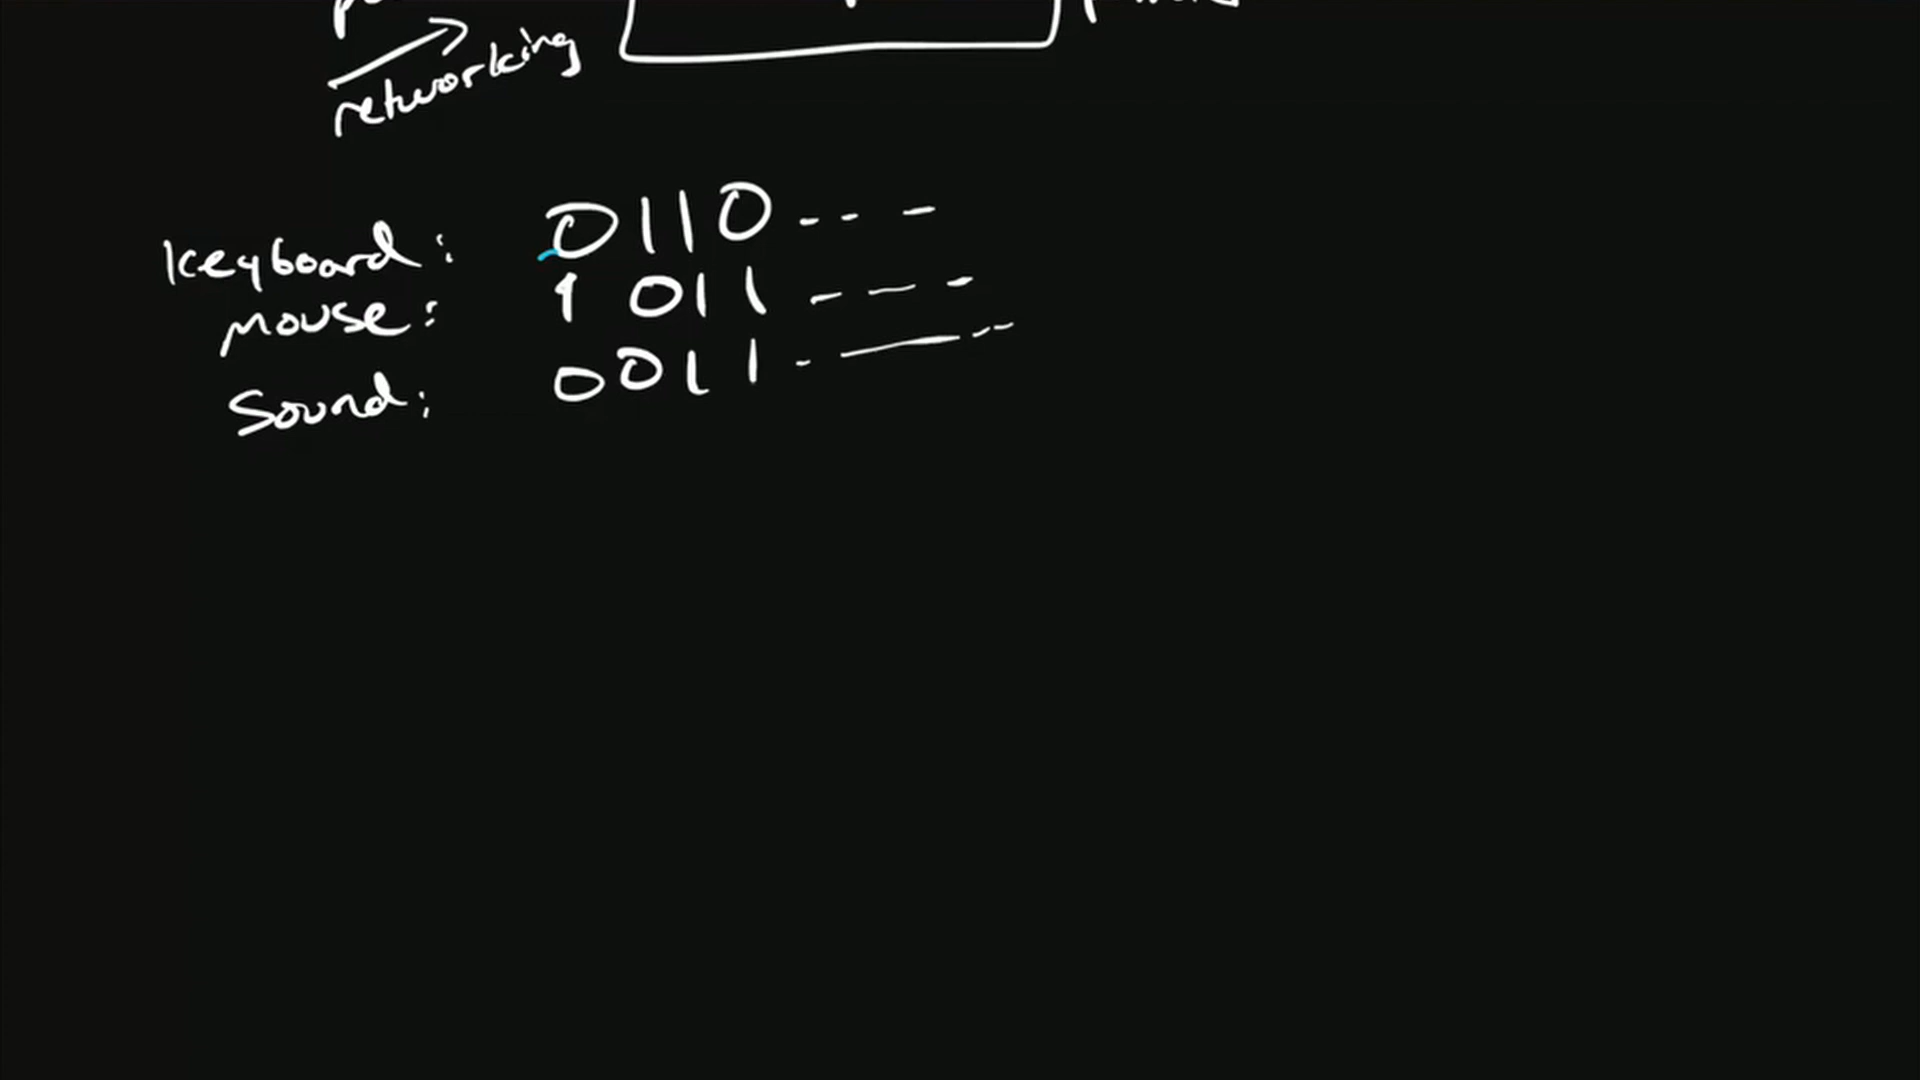 networking
keyboard: 0110 - - -
mouse: 1011 - - -
Sound: 0011 - — - -